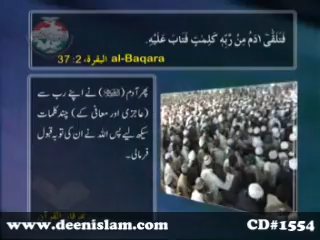 فَتَلَقّٰۤى اٰدَمُ مِنْ رَّبِّهٖ كَلِمٰتٍ فَتَابَ عَلَيْهِ۔
37 :2 ،البقرة al-Baqara
پھر آدم (علیہ السلام) نے اپنے رب سے
(عاجزی اور معافی کے) چند کلمات
سیکھ لیے پس اللہ نے ان کی توبہ قبول
فرمالی۔
www.deenislam.com
CD#1554